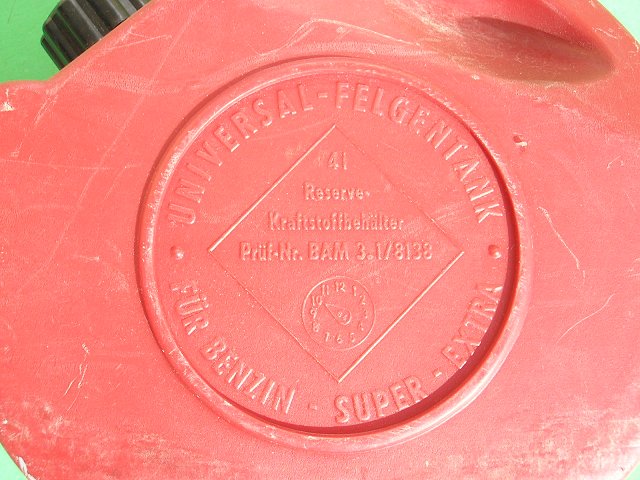 UNIVERSAL-FELGENTANK
4l
Reserve-
Kraftstoffbehälter
Prüf-Nr. BAM 3.1/8138
FÜR BENZIN - SUPER - EXTRA